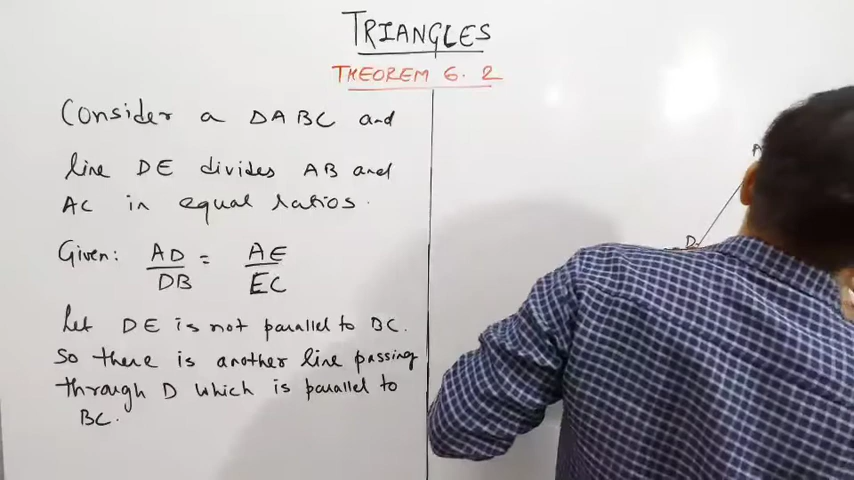 TRIANGLES
THEOREM 6.2
Consider a ΔABC and
line DE divides AB and
AC in equal ratios.
Given: AD/DB = AE/EC
Let DE is not parallel to BC.
So there is another line passing
through D which is parallel to
BC.
A
D